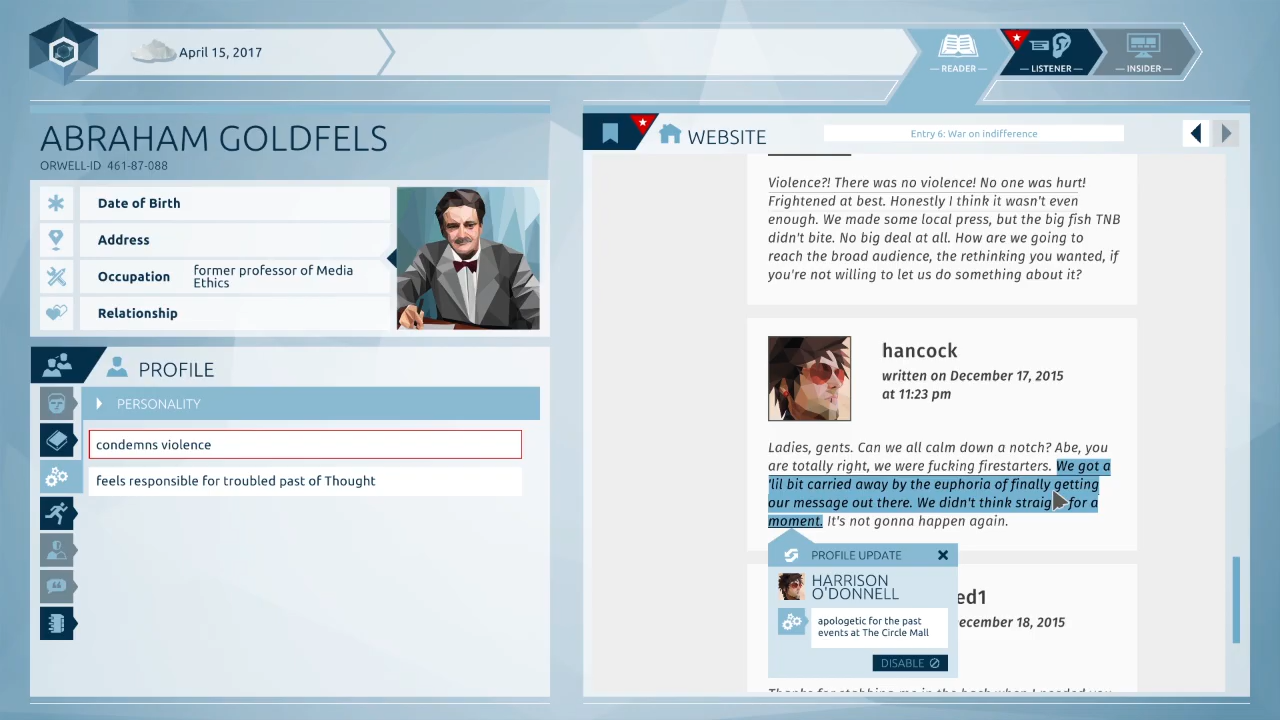 April 15, 2017
— READER —
— LISTENER —
— INSIDER —
ABRAHAM GOLDFELS
ORWELL-ID 461-87-088
Date of Birth
Address
Occupation former professor of Media Ethics
Relationship
PROFILE
PERSONALITY
condemns violence
feels responsible for troubled past of Thought
WEBSITE
Entry 6: War on indifference
Violence?! There was no violence! No one was hurt!
Frightened at best. Honestly I think it wasn't even
enough. We made some local press, but the big fish TNB
didn't bite. No big deal at all. How are we going to
reach the broad audience, the rethinking you wanted, if
you're not willing to let us do something about it?
hancock
written on December 17, 2015
at 11:23 pm
Ladies, gents. Can we all calm down a notch? Abe, you
are totally right, we were fucking firestarters. We got a
'lil bit carried away by the euphoria of finally getting
our message out there. We didn't think straig for a
moment. It's not gonna happen again.
PROFILE UPDATE
HARRISON
O'DONNELL
apologetic for the past
events at The Circle Mall
DISABLE
ed1
ecember 18, 2015